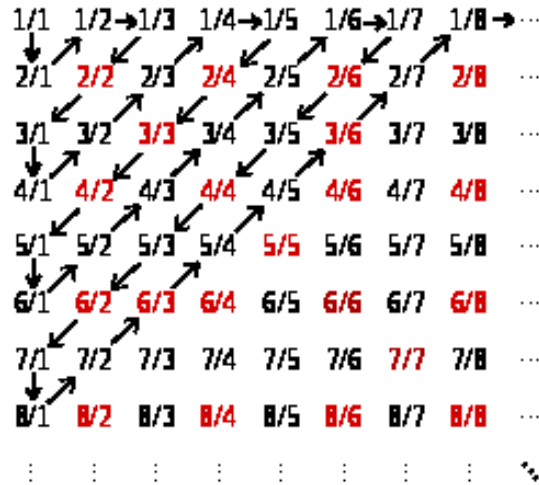 1/1 1/2 1/3 1/4 1/5 1/6 1/7 1/8 ⋯
2/1 2/2 2/3 2/4 2/5 2/6 2/7 2/8 ⋯
3/1 3/2 3/3 3/4 3/5 3/6 3/7 3/8 ⋯
4/1 4/2 4/3 4/4 4/5 4/6 4/7 4/8 ⋯
5/1 5/2 5/3 5/4 5/5 5/6 5/7 5/8 ⋯
6/1 6/2 6/3 6/4 6/5 6/6 6/7 6/8 ⋯
7/1 7/2 7/3 7/4 7/5 7/6 7/7 7/8 ⋯
8/1 8/2 8/3 8/4 8/5 8/6 8/7 8/8 ⋯
⋮ ⋮ ⋮ ⋮ ⋮ ⋮ ⋮ ⋮ ⋱